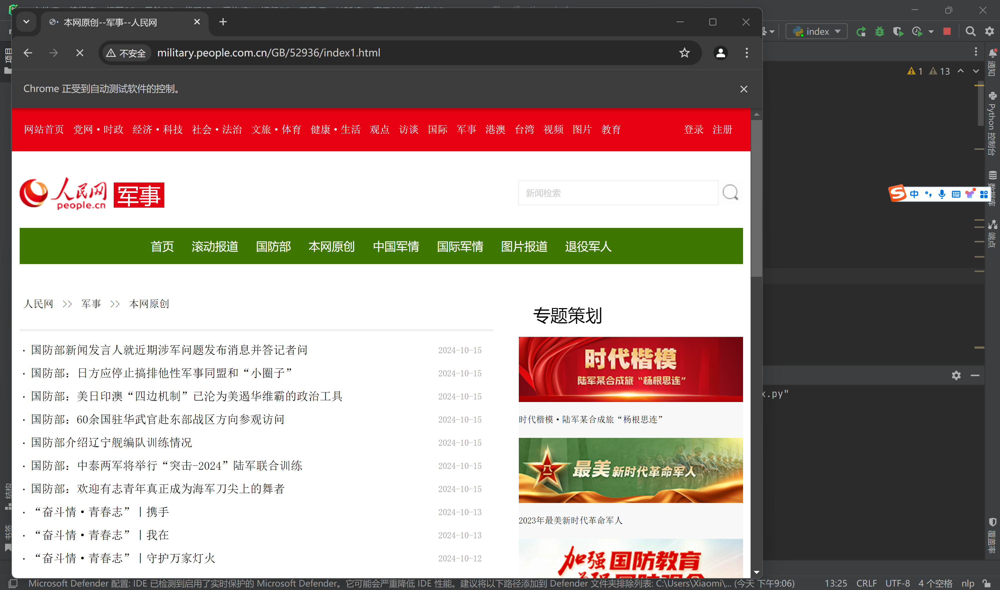 本网原创--军事--人民网
index
不安全
military.people.com.cn/GB/52936/index1.html
通知
1 13
Chrome 正受到自动测试软件的控制。
Python 控制台
网站首页 党网·时政 经济·科技 社会·法治 文旅·体育 健康·生活 观点 访谈 国际 军事 港澳 台湾 视频 图片 教育 登录 注册
人民网
people.cn
军事
新闻检索
中
数据库
端点
首页 滚动报道 国防部 本网原创 中国军情 国际军情 图片报道 退役军人
人民网 >> 军事 >> 本网原创
专题策划
· 国防部新闻发言人就近期涉军问题发布消息并答记者问 2024-10-15
· 国防部：日方应停止搞排他性军事同盟和“小圈子” 2024-10-15
· 国防部：美日印澳“四边机制”已沦为美遏华维霸的政治工具 2024-10-15
· 国防部：60余国驻华武官赴东部战区方向参观访问 2024-10-15
· 国防部介绍辽宁舰编队训练情况 2024-10-15
· 国防部：中泰两军将举行“突击-2024”陆军联合训练 2024-10-15
· 国防部：欢迎有志青年真正成为海军刀尖上的舞者 2024-10-15
· “奋斗情·青春志”丨携手 2024-10-13
· “奋斗情·青春志”丨我在 2024-10-13
· “奋斗情·青春志”丨守护万家灯火 2024-10-12
时代楷模
陆军某合成旅“杨根思连”
时代楷模·陆军某合成旅“杨根思连”
最美新时代革命军人
2023年最美新时代革命军人
加强国防教育
x.py"
项目
结构
书签
覆盖率
Microsoft Defender 配置: IDE 已检测到启用了实时保护的 Microsoft Defender。它可能会严重降低 IDE 性能。建议将以下路径添加到 Defender 文件夹排除列表: C:\Users\Xiaomi\... (今天 下午9:06) 13:25 CRLF UTF-8 4 个空格 nlp